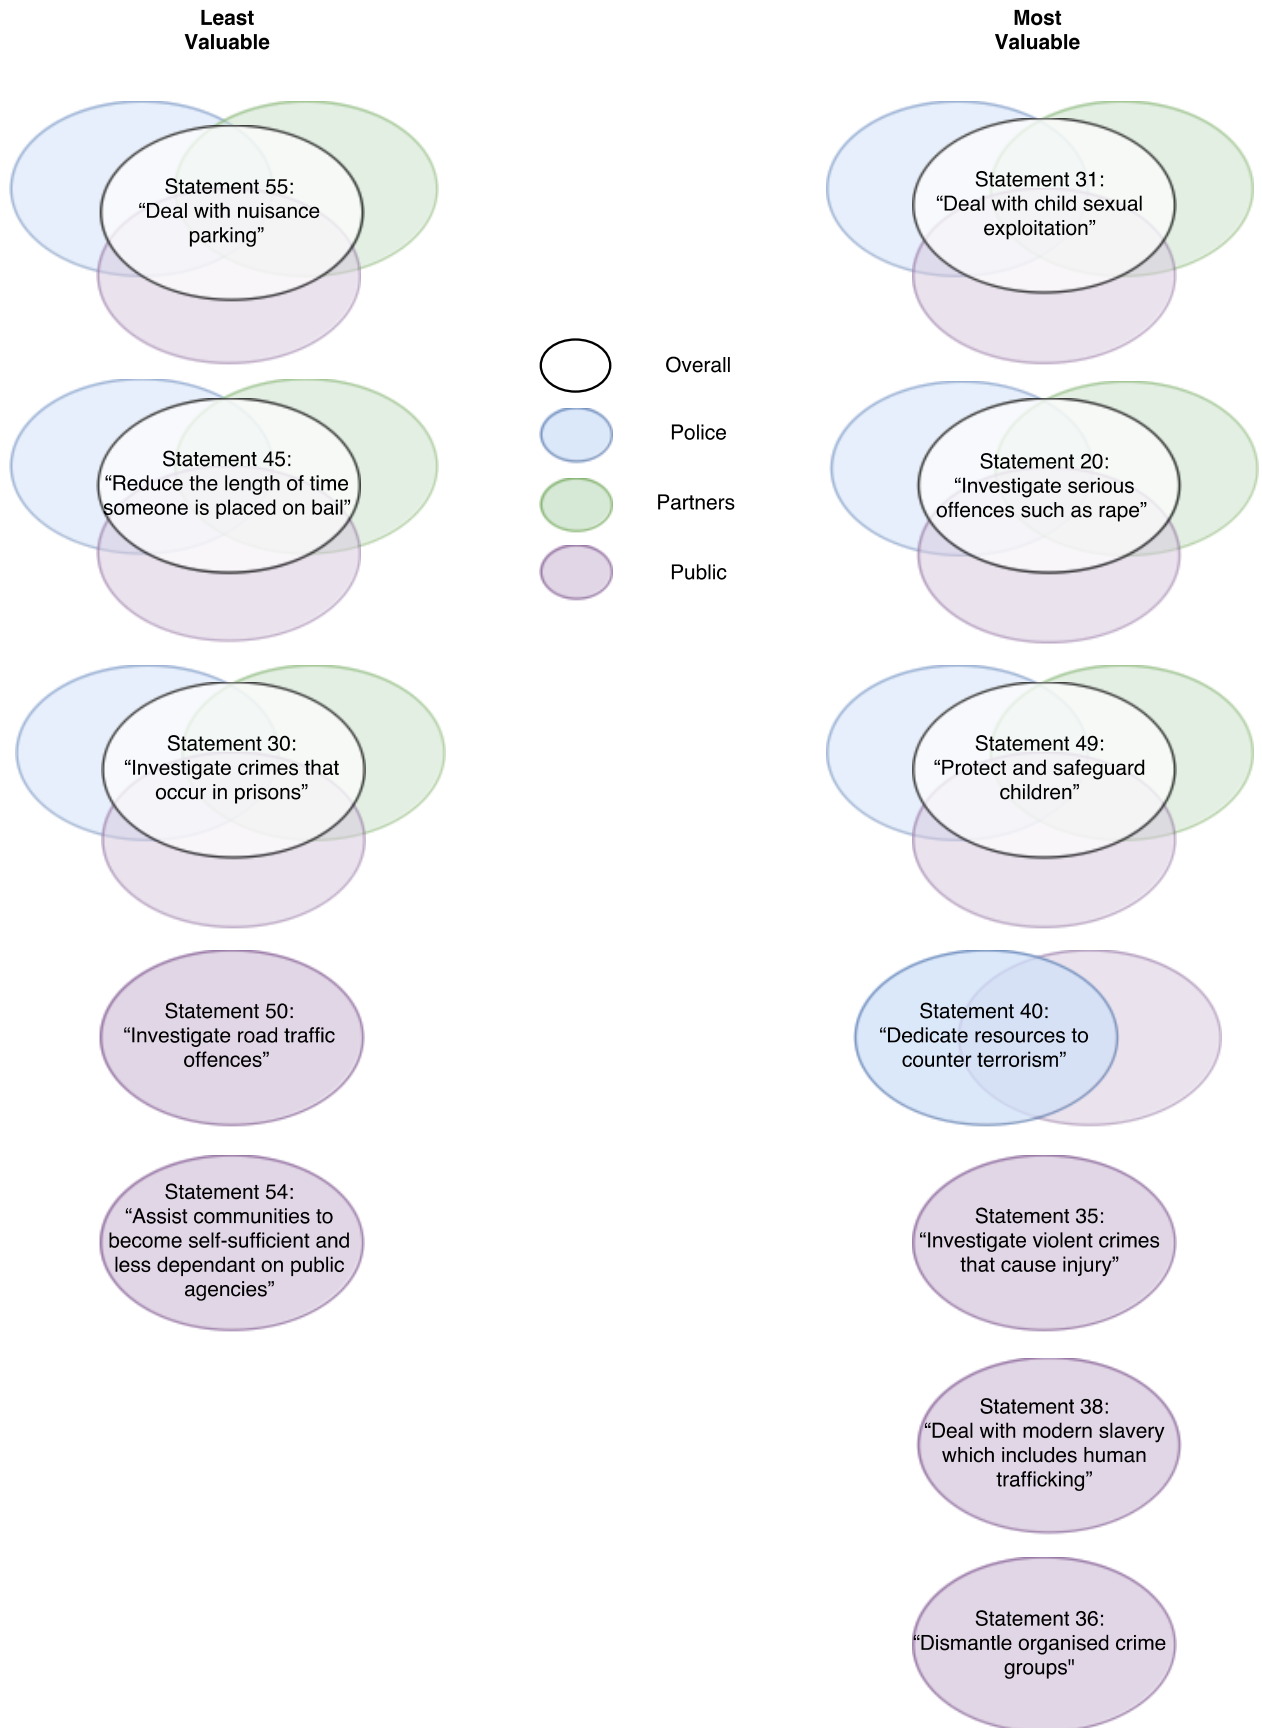 Least
Valuable
Most
Valuable
Statement 55:
“Deal with nuisance
parking”
Statement 45:
“Reduce the length of time
someone is placed on bail”
Statement 30:
“Investigate crimes that
occur in prisons”
Statement 50:
“Investigate road traffic
offences”
Statement 54:
“Assist communities to
become self-sufficient and
less dependant on public
agencies”
Overall
Police
Partners
Public
Statement 31:
“Deal with child sexual
exploitation”
Statement 20:
“Investigate serious
offences such as rape”
Statement 49:
“Protect and safeguard
children”
Statement 40:
“Dedicate resources to
counter terrorism”
Statement 35:
“Investigate violent crimes
that cause injury”
Statement 38:
“Deal with modern slavery
which includes human
trafficking”
Statement 36:
“Dismantle organised crime
groups"